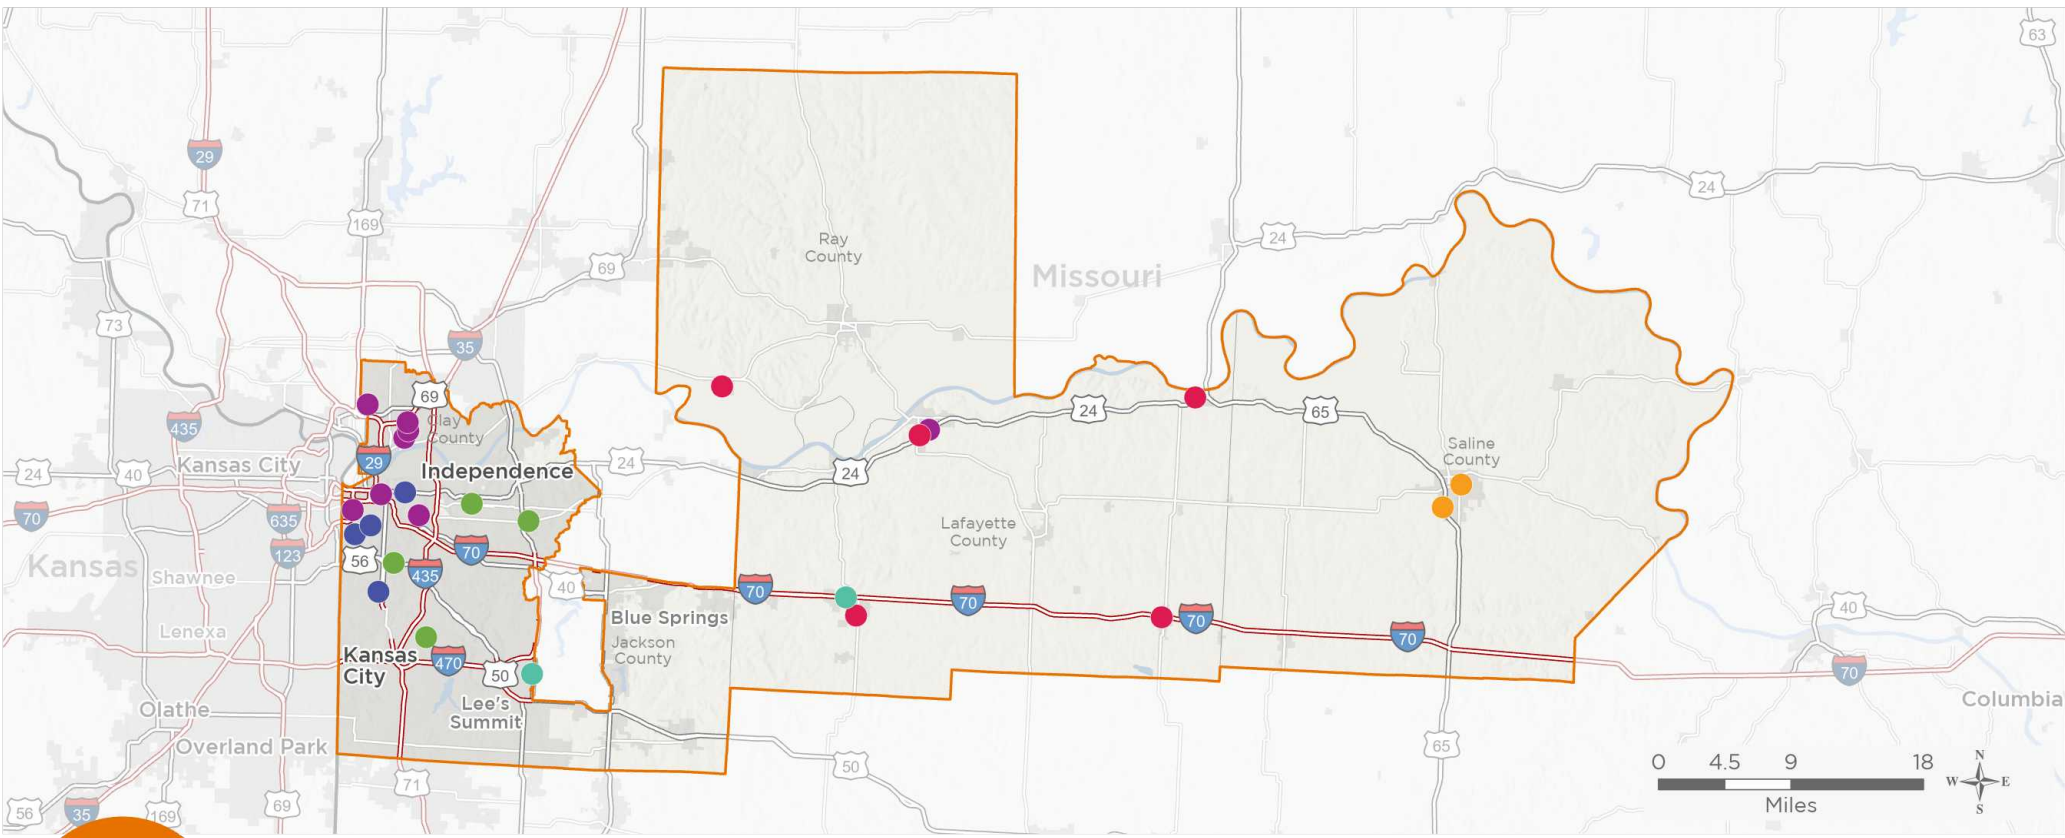 63
29
71
169
24
Ray
County
Missouri
24
69
73
35
69
Clay
County
24
65
435
Kansas City
29
Independence
24
24
Saline
County
24
40
70
635
123
Lafayette
County
56
70
435
Kansas
Shawnee
40
70
70
70
70
40
Blue Springs
Lenexa
Jackson
County
Kansas
City
470
50
70
Lee's
Summit
Olathe
Columbia
Overland Park
65
50
71
0 4.5 9 18
Miles
N
W E
S
56
35
169
69